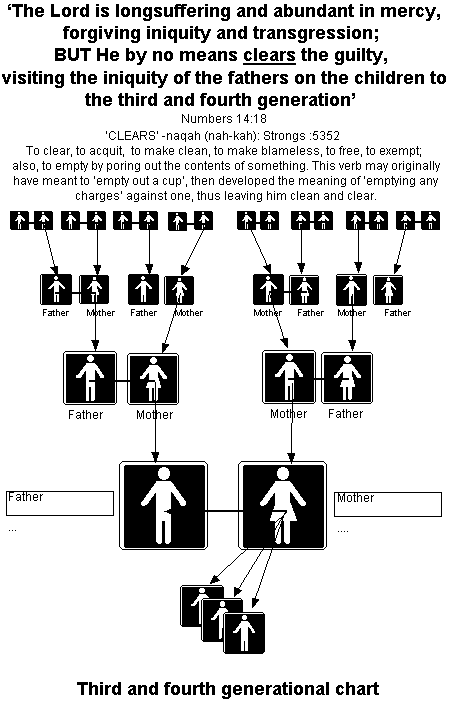 ‘The Lord is longsuffering and abundant in mercy,
forgiving iniquity and transgression;
BUT He by no means clears the guilty,
visiting the iniquity of the fathers on the children to
the third and fourth generation’
Numbers 14:18
'CLEARS' -naqah (nah-kah): Strongs :5352
To clear, to acquit, to make clean, to make blameless, to free, to exempt;
also, to empty by poring out the contents of something. This verb may originally
have meant to 'empty out a cup', then developed the meaning of 'emptying any
charges' against one, thus leaving him clean and clear.
Father Mother Father Mother Mother Father Mother Father
Father Mother Mother Father
Father
...
Mother
....
Third and fourth generational chart